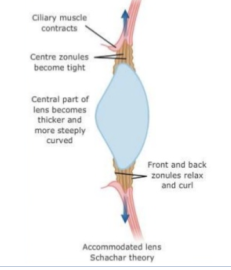 Ciliary muscle
contracts
Centre zonules
become tight
Central part of
lens becomes
thicker and
more steeply
curved
Front and back
zonules relax
and curl
Accommodated lens
Schachar theory